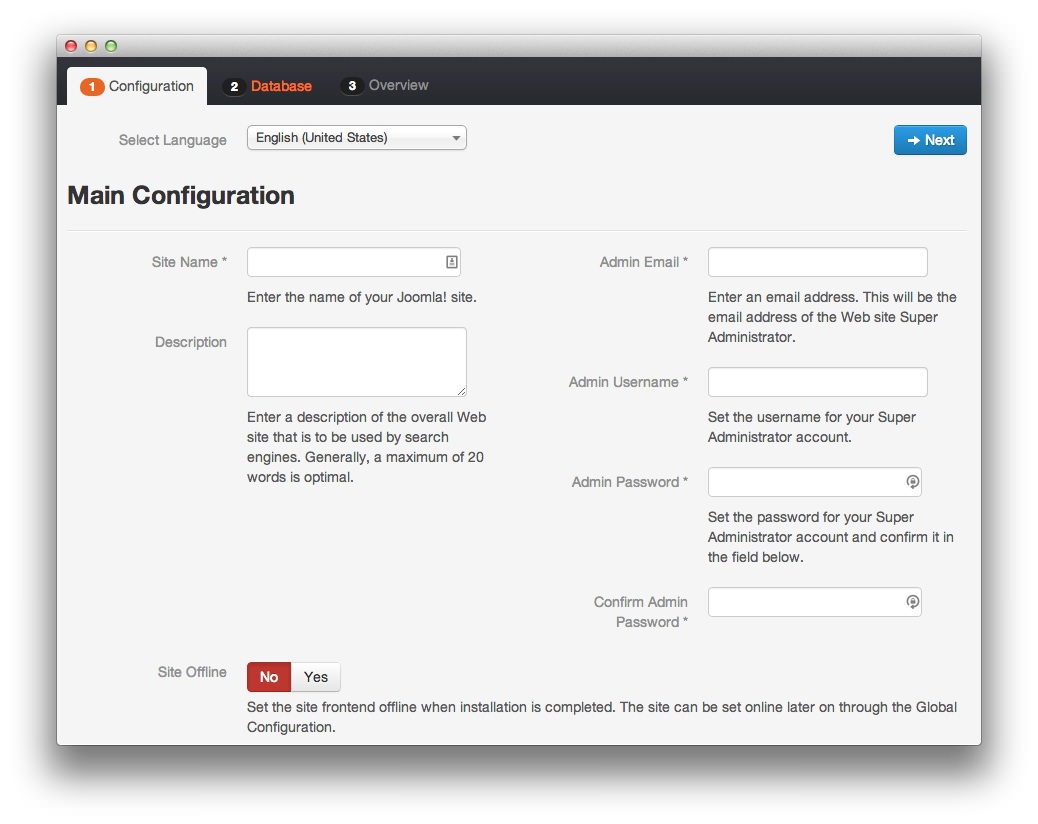 1 Configuration
2 Database
3 Overview
Select Language
English (United States)
Next
Main Configuration
Site Name *
Enter the name of your Joomla! site.
Description
Enter a description of the overall Web
site that is to be used by search
engines. Generally, a maximum of 20
words is optimal.
Admin Email *
Enter an email address. This will be the
email address of the Web site Super
Administrator.
Admin Username *
Set the username for your Super
Administrator account.
Admin Password *
Set the password for your Super
Administrator account and confirm it in
the field below.
Confirm Admin
Password *
Site Offline
No
Yes
Set the site frontend offline when installation is completed. The site can be set online later on through the Global
Configuration.